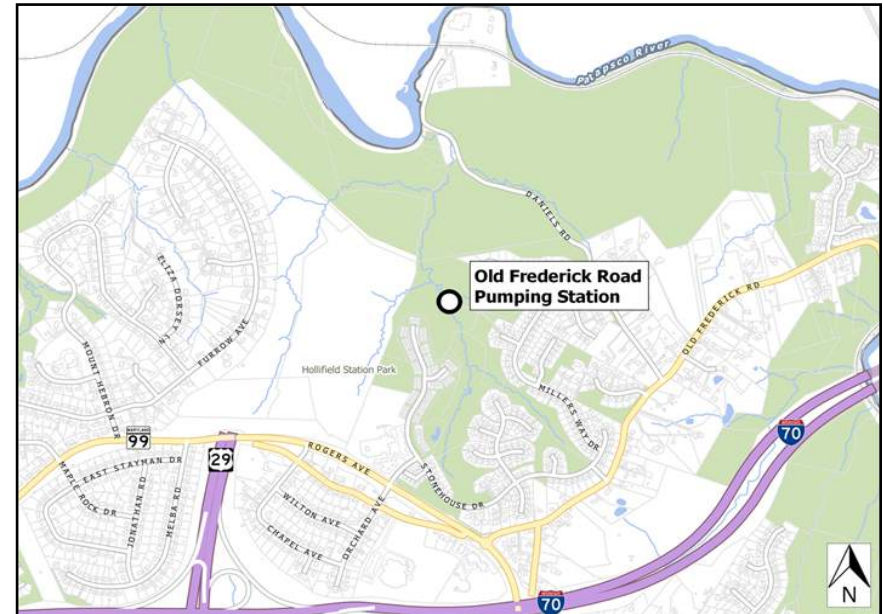 Patapsco River
DANIELS RD
Old Frederick Road
Pumping Station
OLD FREDERICK RD
ELIZA DORSEY LN
FURROW AVE
MOUNT HEBRON DR
Hollifield Station Park
MILLERS WAY DR
MARYLAND
99
29
ROGERS AVE
70
EAST STAYMAN DR
MAPLE ROCK DR
JONATHAN RD
MELBA RD
STONEHOUSE DR
WILTON AVE
ORCHARD AVE
CHAPEL AVE
70
N